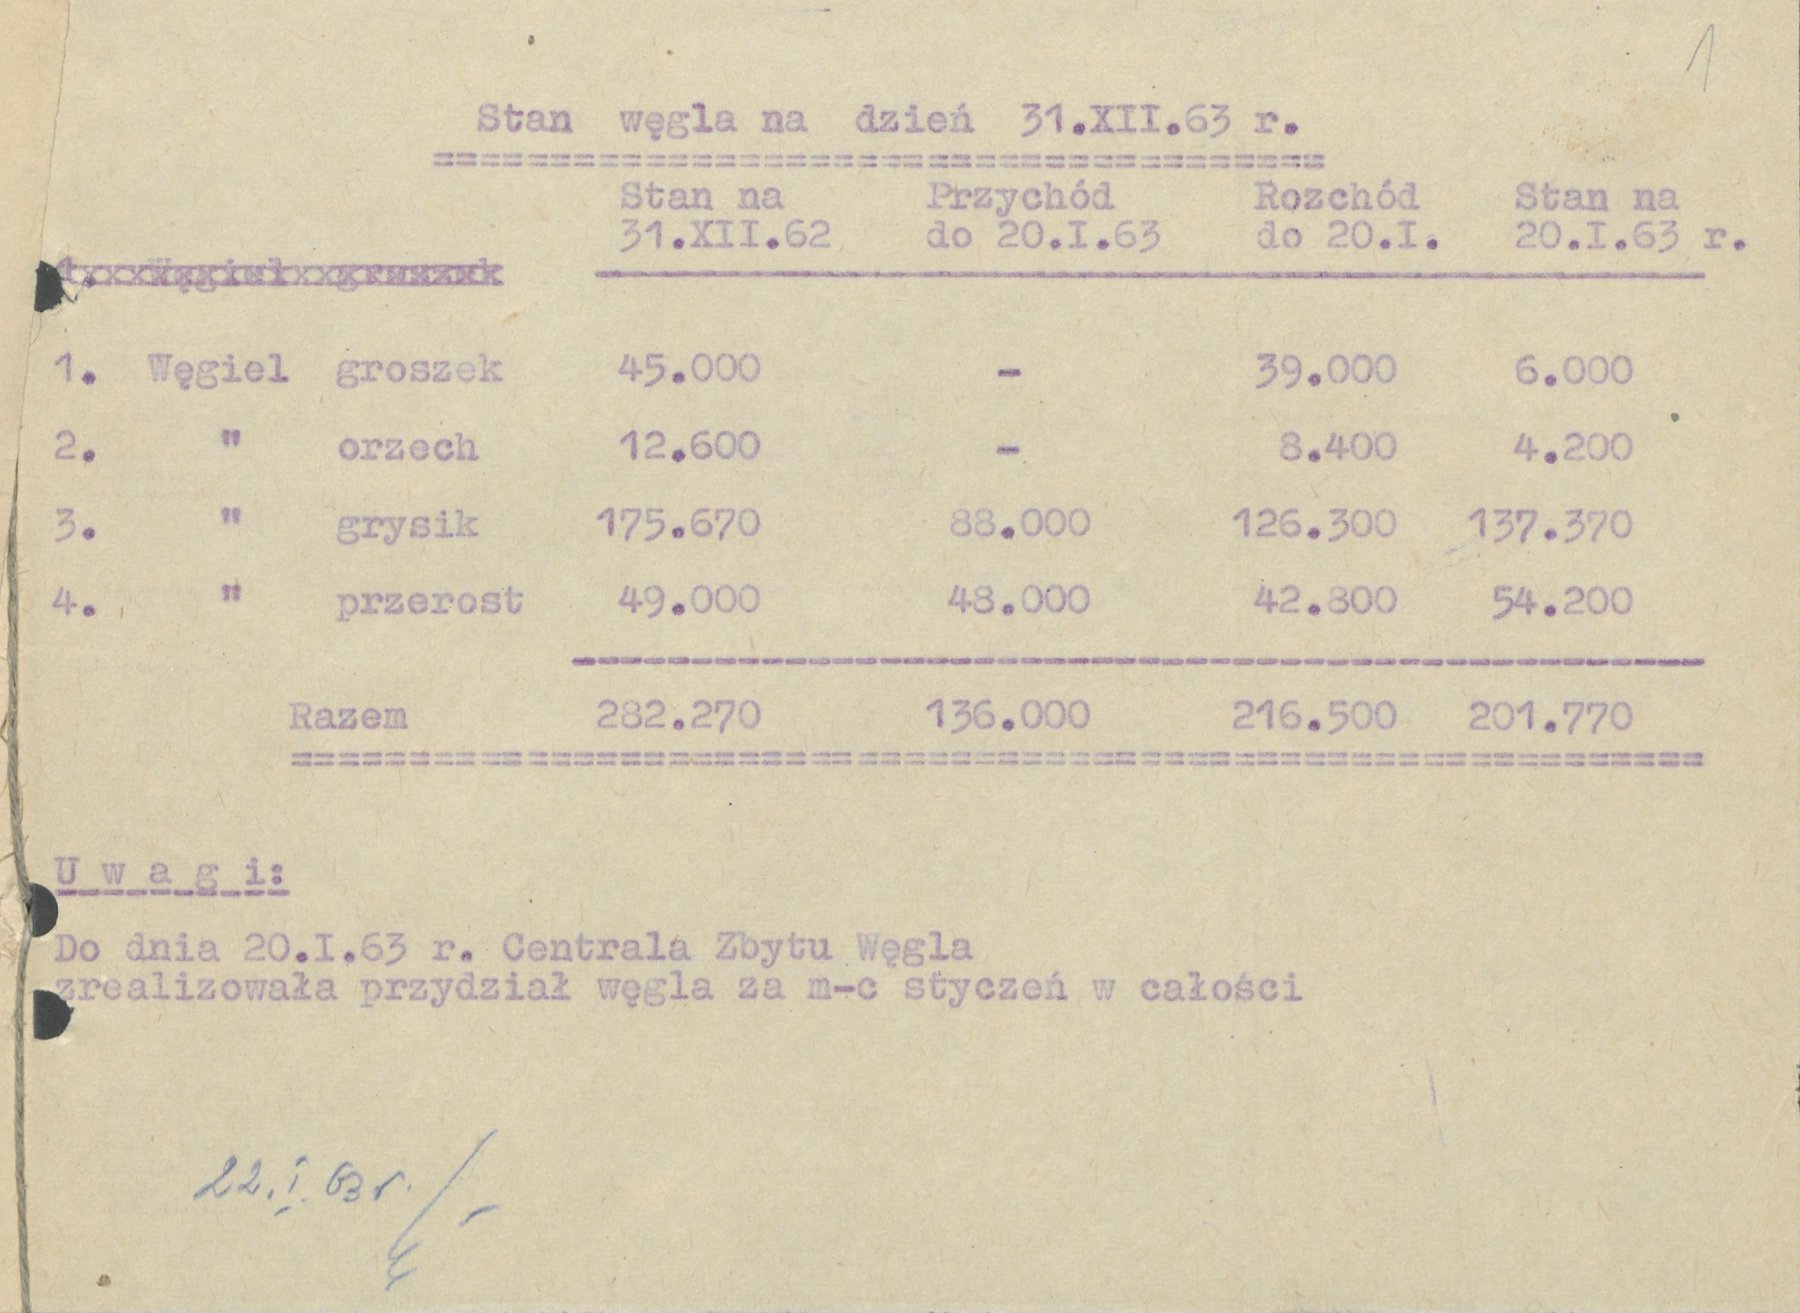 1
Stan węgla na dzień 31.XII.63 r.
Stan na Przychód Rozchód Stan na
31.XII.62 do 20.I.63 do 20.I. 20.I.63 r.
1. Węgiel groszek
1. Węgiel groszek 45.000 - 39.000 6.000
2. " orzech 12.600 - 8.400 4.200
3. " grysik 175.670 88.000 126.300 137.370
4. " przerost 49.000 48.000 42.800 54.200
Razem 282.270 136.000 216.500 201.770
U w a g i:
Do dnia 20.I.63 r. Centrala Zbytu Węgla
zrealizowała przydział węgla za m-c styczeń w całości
22.I.63 r.